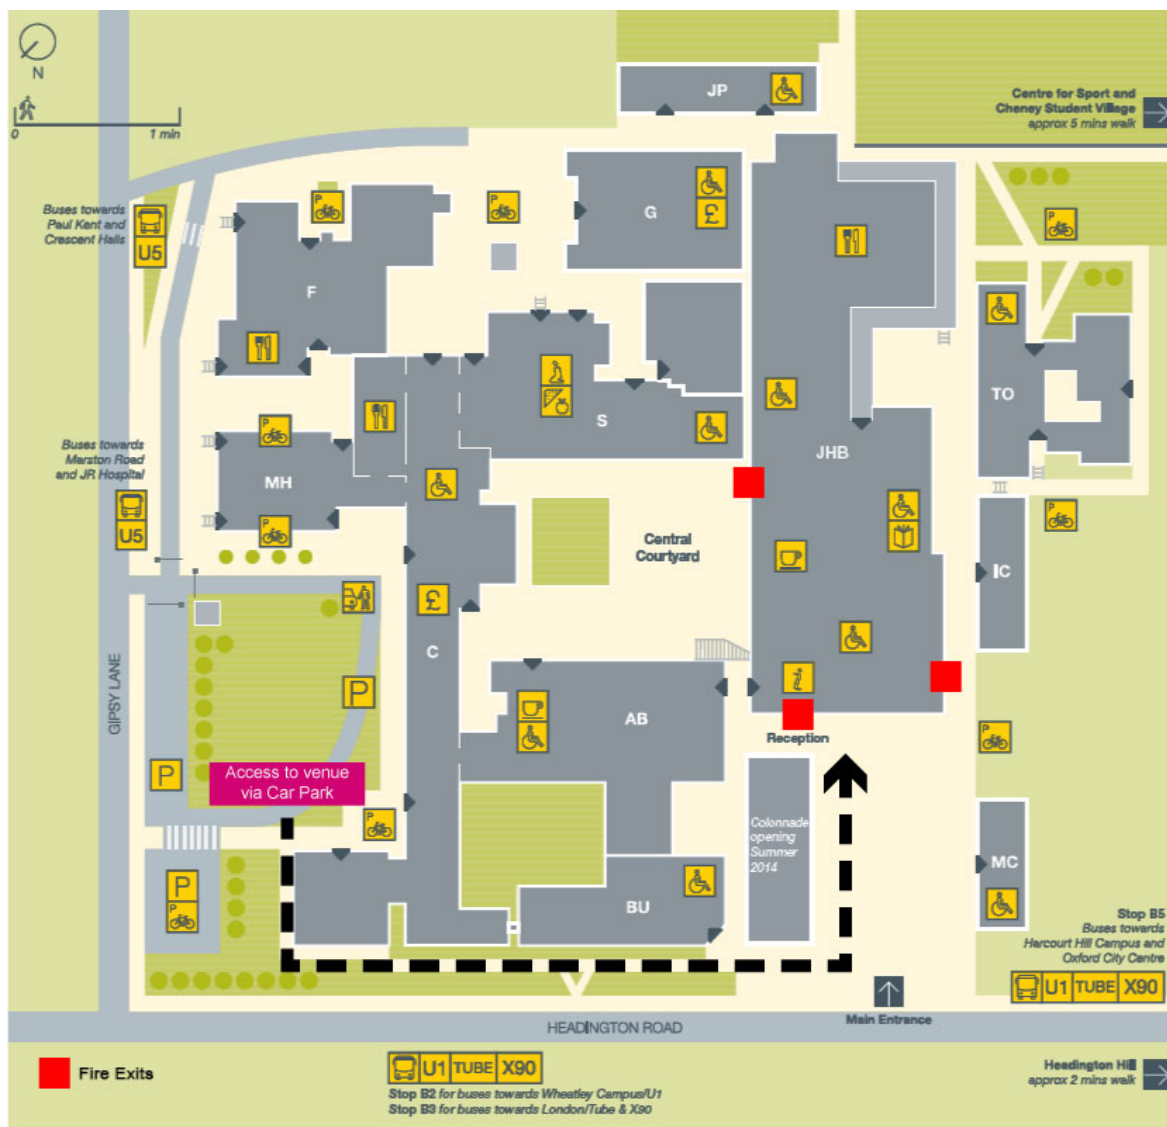 N
0
1 min
JP
Centre for Sport and
Cheney Student Village
approx 5 mins walk
Buses towards
Paul Kent and
Crescent Halls
U5
P
P
G
£
P
F
S
TO
JHB
Buses towards
Marston Road
and JR Hospital
U5
P
MH
P
P
Central
Courtyard
IC
£
C
GIPSY LANE
P
i
AB
Reception
P
P
Access to venue
via Car Park
P
Colonnade
opening
Summer
2014
MC
P
P
BU
Stop B5
Buses towards
Harcourt Hill Campus and
Oxford City Centre
U1 TUBE X90
Main Entrance
HEADINGTON ROAD
Fire Exits
U1 TUBE X90
Stop B2 for buses towards Wheatley Campus/U1
Stop B3 for buses towards London/Tube & X90
Headington Hill
approx 2 mins walk